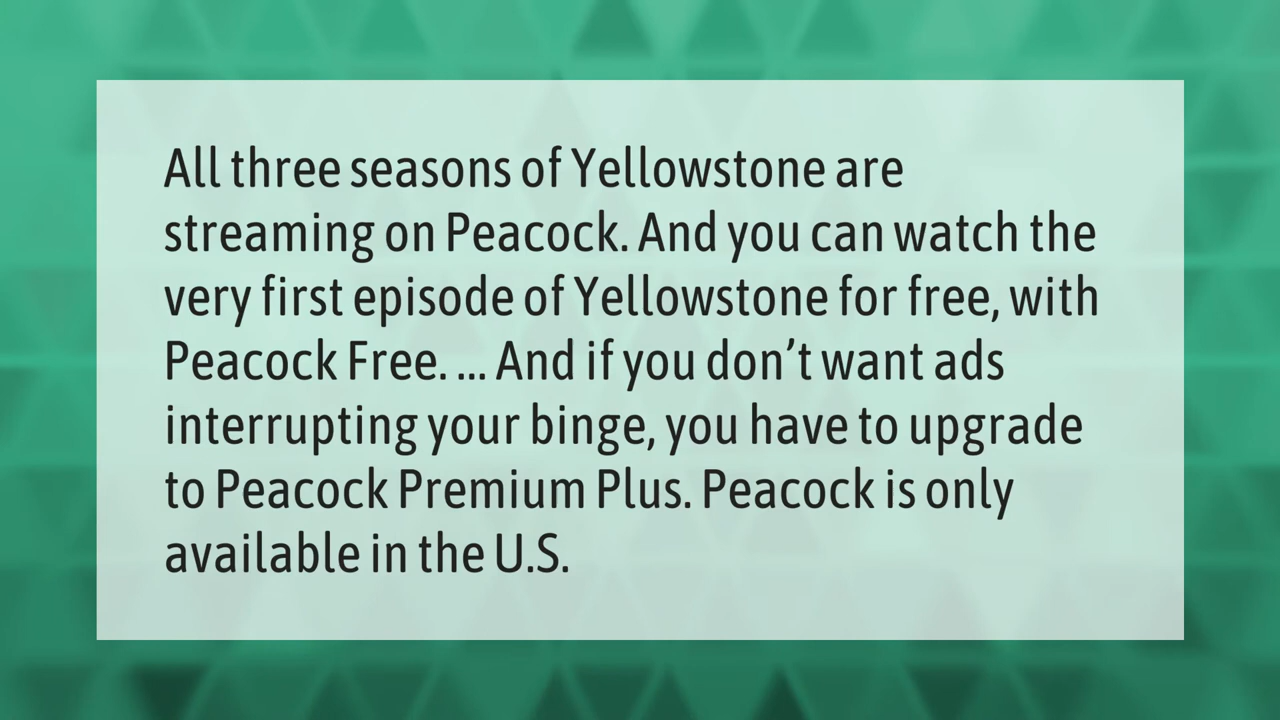 All three seasons of Yellowstone are
streaming on Peacock. And you can watch the
very first episode of Yellowstone for free, with
Peacock Free. ... And if you don’t want ads
interrupting your binge, you have to upgrade
to Peacock Premium Plus. Peacock is only
available in the U.S.